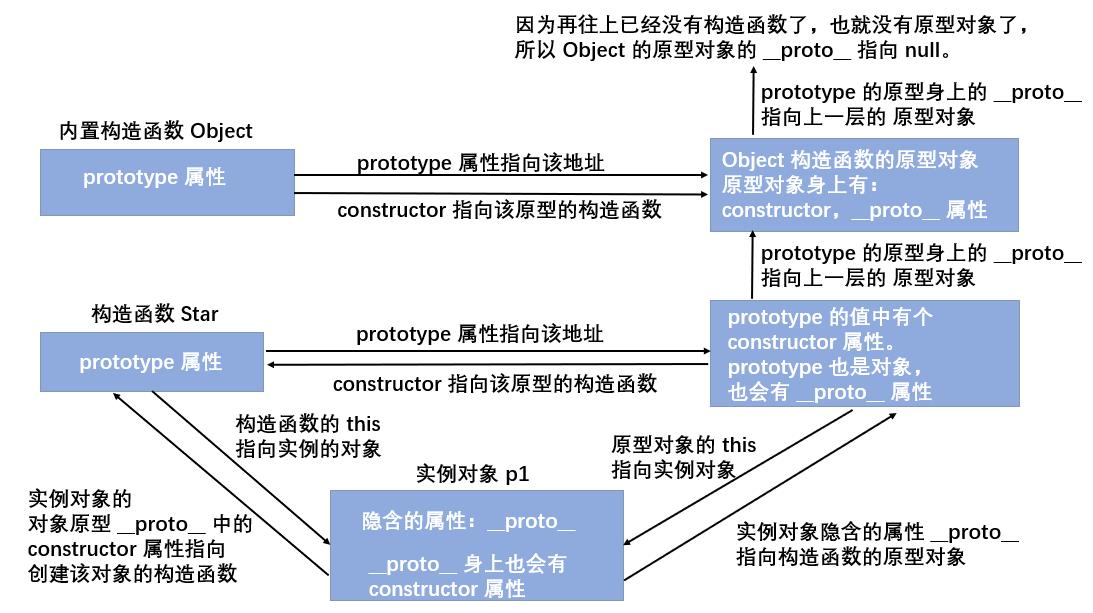 因为再往上已经没有构造函数了，也就没有原型对象了，
所以 Object 的原型对象的 __proto__ 指向 null。
prototype 的原型身上的 __proto__
指向上一层的 原型对象
内置构造函数 Object
prototype 属性
prototype 属性指向该地址
constructor 指向该原型的构造函数
Object 构造函数的原型对象
原型对象身上有：
constructor，__proto__ 属性
prototype 的原型身上的 __proto__
指向上一层的 原型对象
构造函数 Star
prototype 属性
prototype 属性指向该地址
constructor 指向该原型的构造函数
prototype 的值中有个
constructor 属性。
prototype 也是对象，
也会有 __proto__ 属性
构造函数的 this
指向实例的对象
原型对象的 this
指向实例对象
实例对象 p1
实例对象的
对象原型 __proto__ 中的
constructor 属性指向
创建该对象的构造函数
隐含的属性：__proto__
__proto__ 身上也会有
constructor 属性
实例对象隐含的属性 __proto__
指向构造函数的原型对象